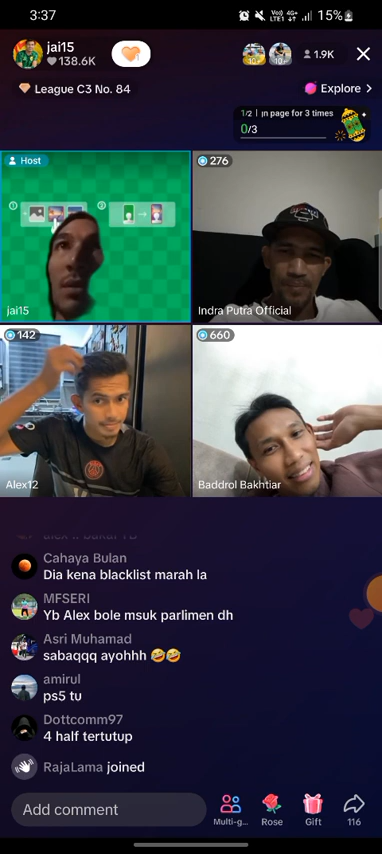 3:37
Vo))
4G+
LTE1
15%
jai15
138.6K
1.9K
League C3 No. 84
Explore >
1/2 | in page for 3 times
0/3
Host
276
jai15
Indra Putra Official
142
660
Alex12
Baddrol Bakhtiar
Cahaya Bulan
Dia kena blacklist marah la
MFSERI
Yb Alex bole msuk parlimen dh
Asri Muhamad
sabaqqq ayohhh 🤣🤣
amirul
ps5 tu
Dottcomm97
4 half tertutup
RajaLama joined
Add comment
Multi-g...
Rose
Gift
116